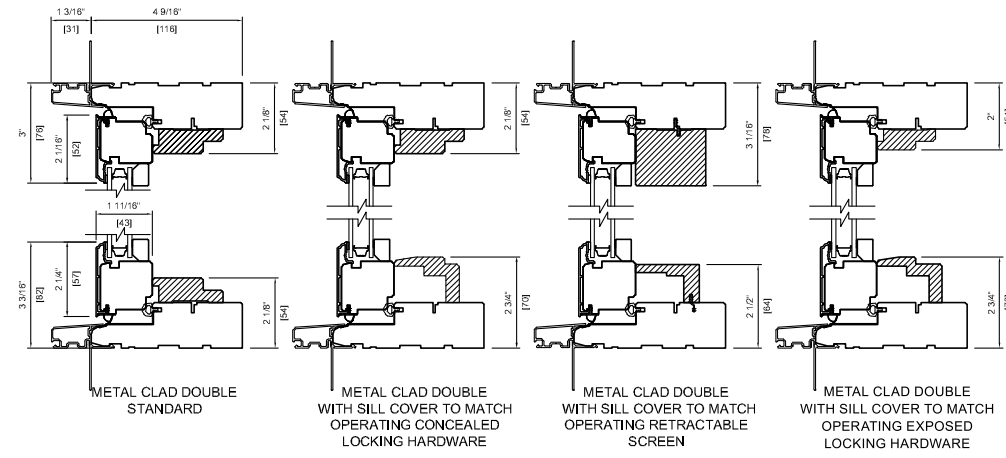 1 3/16"
[31]
4 9/16"
[116]
3"
[76]
2 1/16"
[52]
2 1/8"
[54]
2 1/8"
[54]
3 1/16"
[78]
2"
1 11/16"
[43]
3 3/16"
[82]
2 1/4"
[57]
2 1/8"
[54]
2 3/4"
[70]
2 1/2"
[64]
2 3/4"
METAL CLAD DOUBLE
STANDARD
METAL CLAD DOUBLE
WITH SILL COVER TO MATCH
OPERATING CONCEALED
LOCKING HARDWARE
METAL CLAD DOUBLE
WITH SILL COVER TO MATCH
OPERATING RETRACTABLE
SCREEN
METAL CLAD DOUBLE
WITH SILL COVER TO MATCH
OPERATING EXPOSED
LOCKING HARDWARE